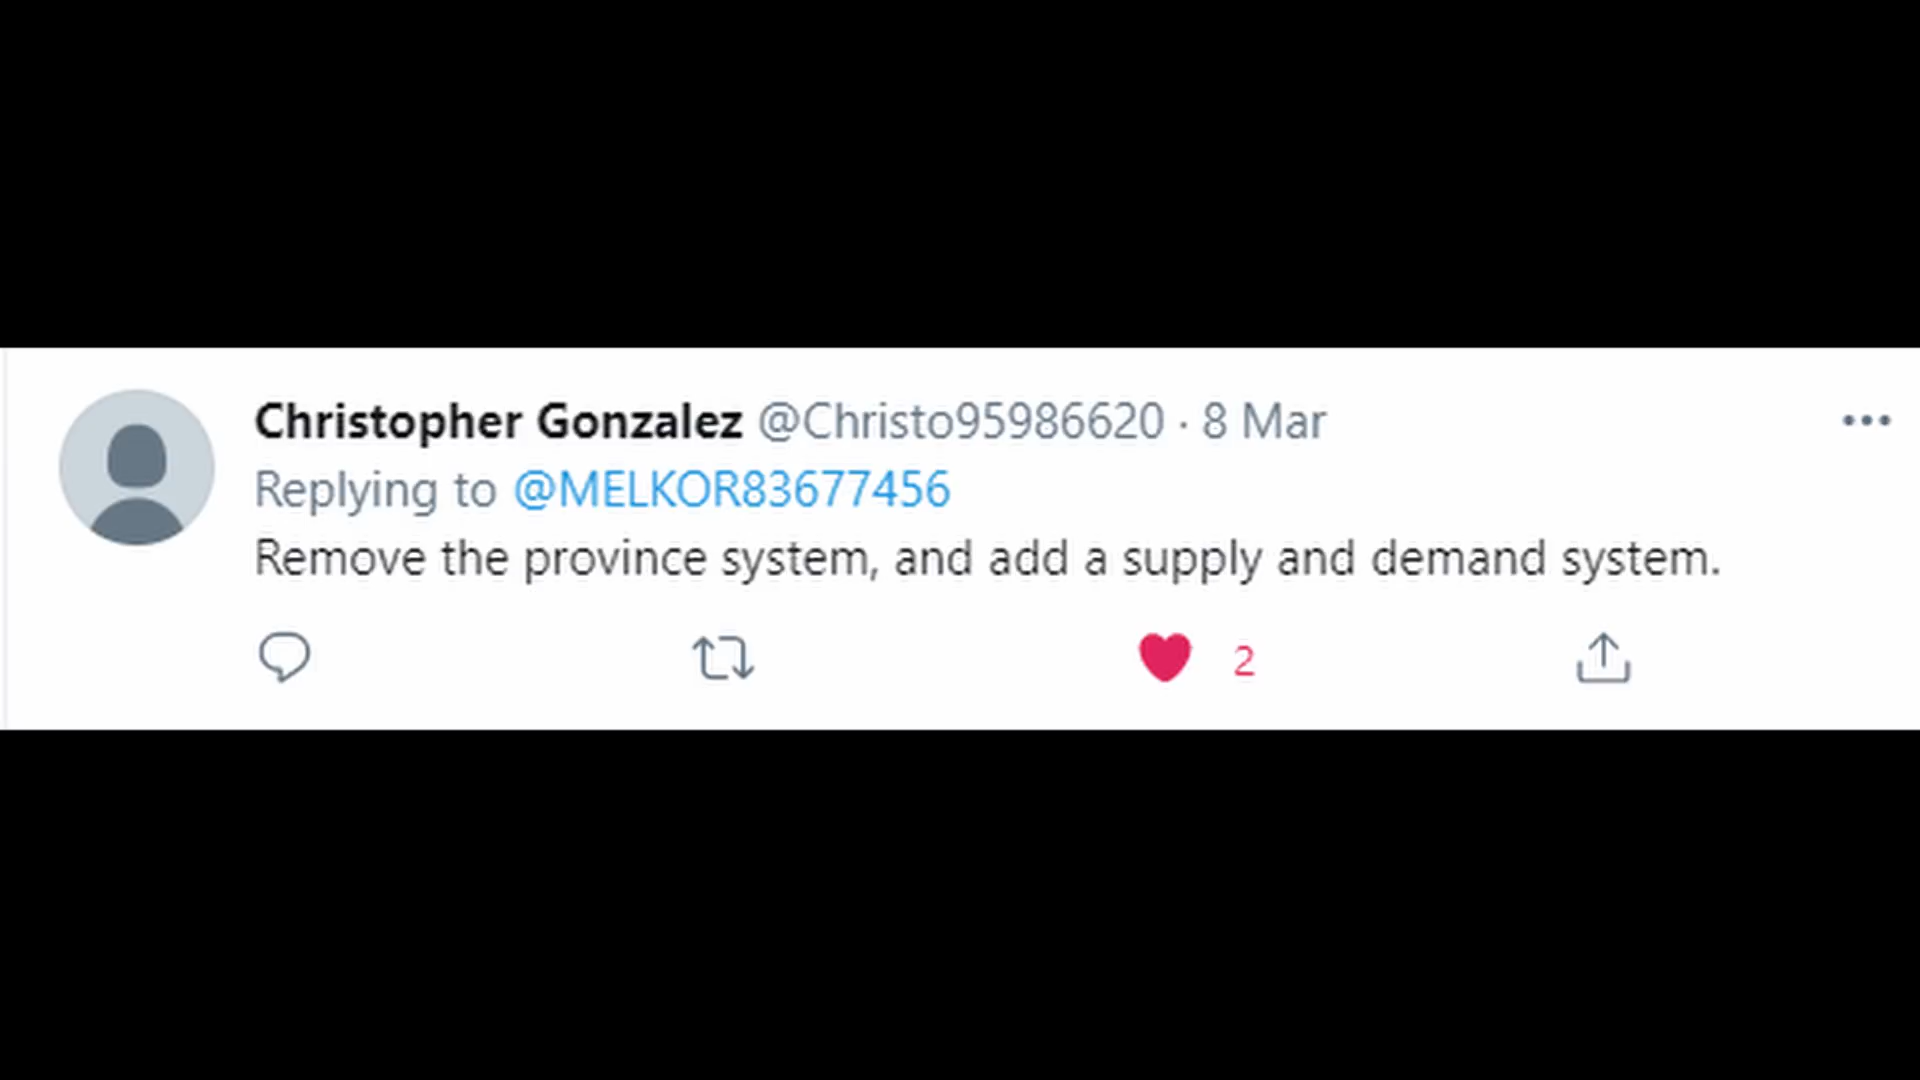 Christopher Gonzalez @Christo95986620 · 8 Mar
Replying to @MELKOR83677456
Remove the province system, and add a supply and demand system.
2